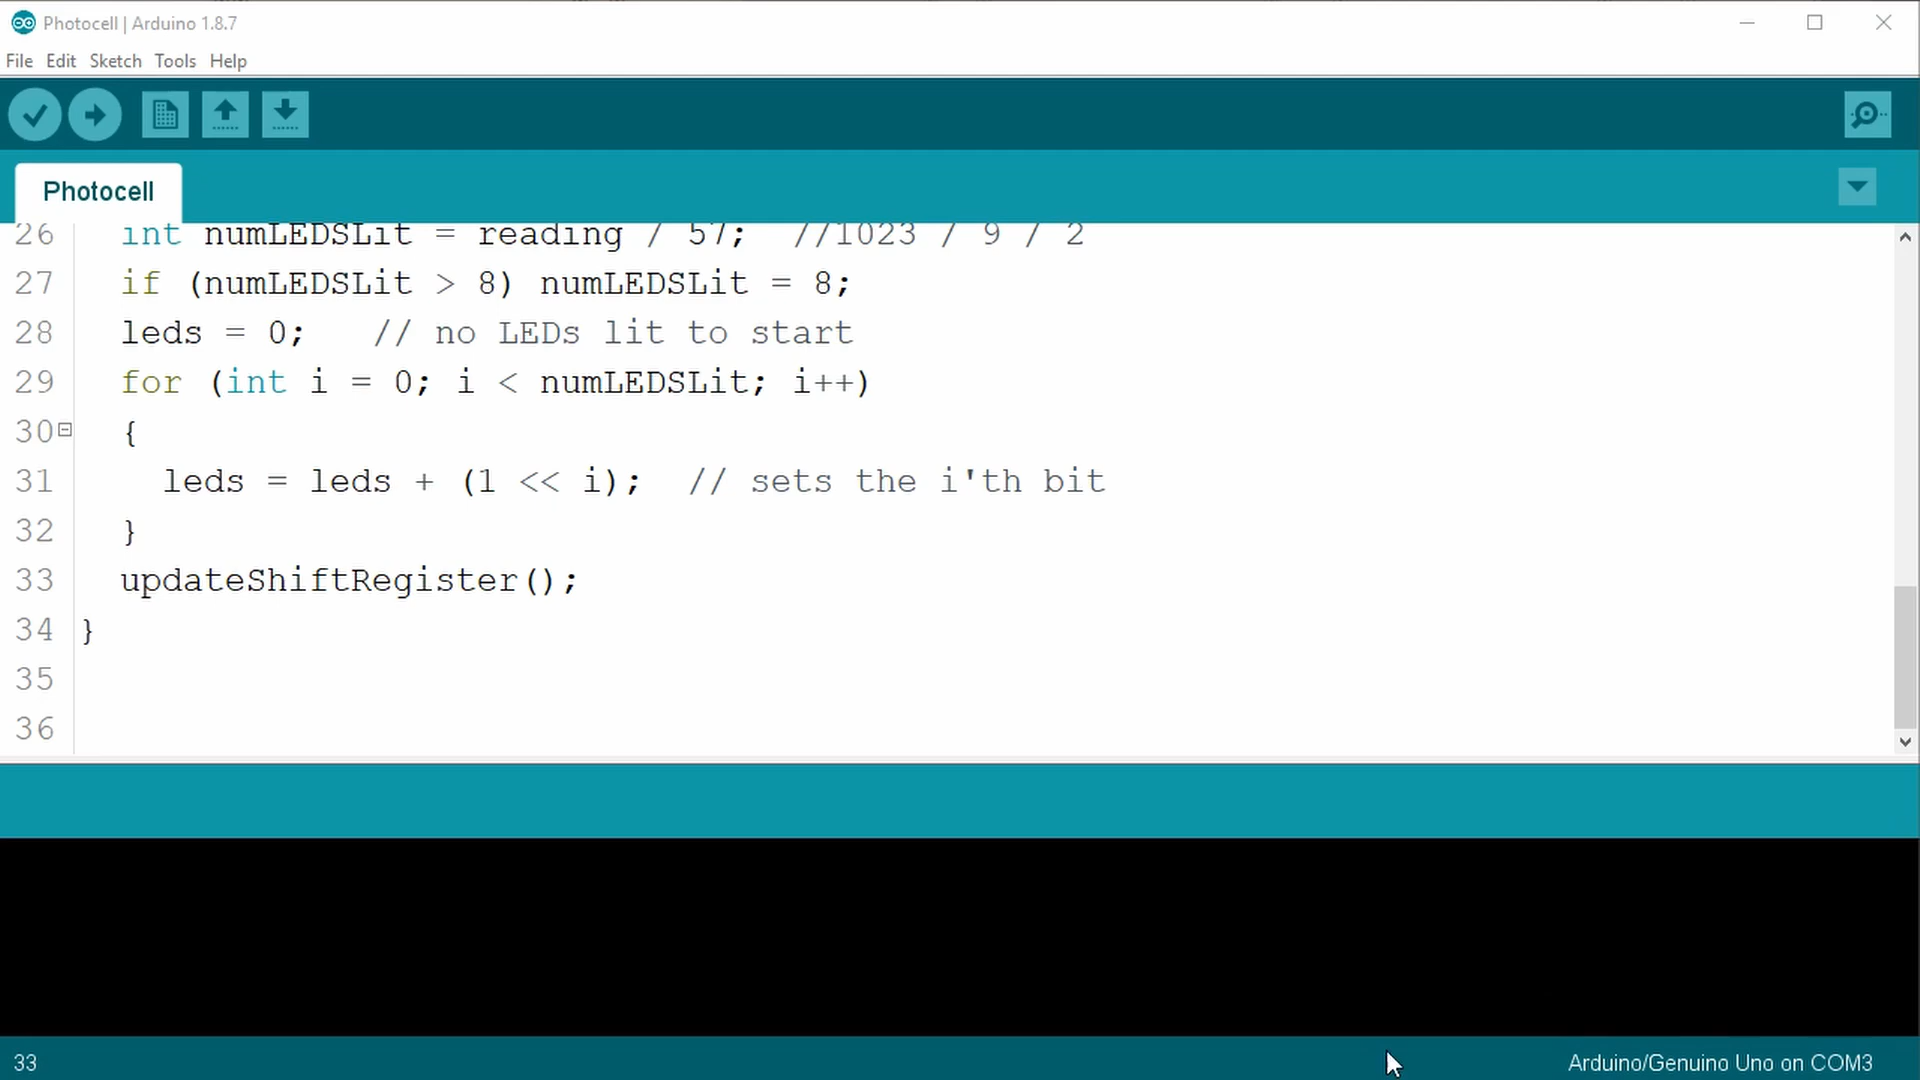 Photocell | Arduino 1.8.7
File Edit Sketch Tools Help
Photocell
26 int numLEDSLit = reading / 57; //1023 / 9 / 2
27 if (numLEDSLit > 8) numLEDSLit = 8;
28 leds = 0; // no LEDs lit to start
29 for (int i = 0; i < numLEDSLit; i++)
30 {
31 leds = leds + (1 << i); // sets the i'th bit
32 }
33 updateShiftRegister();
34 }
35
36
33 Arduino/Genuino Uno on COM3